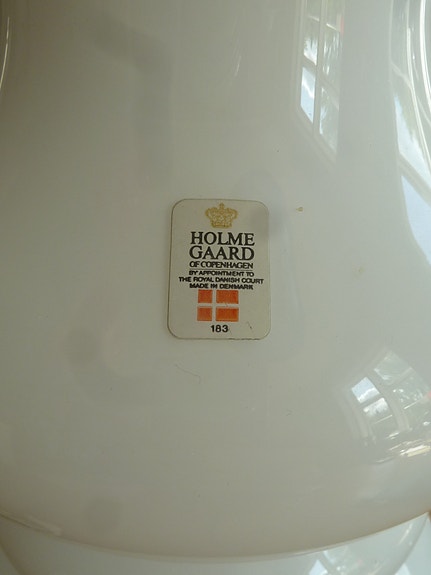 HOLME
GAARD
OF COPENHAGEN
BY APPOINTMENT TO
THE ROYAL DANISH COURT
MADE IN DENMARK
183